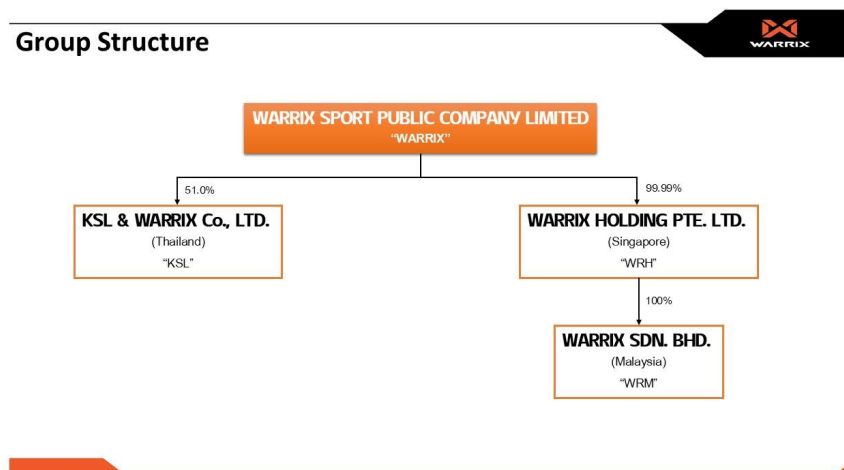 Group Structure
WARRIX
WARRIX SPORT PUBLIC COMPANY LIMITED
“WARRIX”
51.0%
99.99%
KSL & WARRIX Co., LTD.
(Thailand)
“KSL”
WARRIX HOLDING PTE. LTD.
(Singapore)
“WRH”
100%
WARRIX SDN. BHD.
(Malaysia)
“WRM”